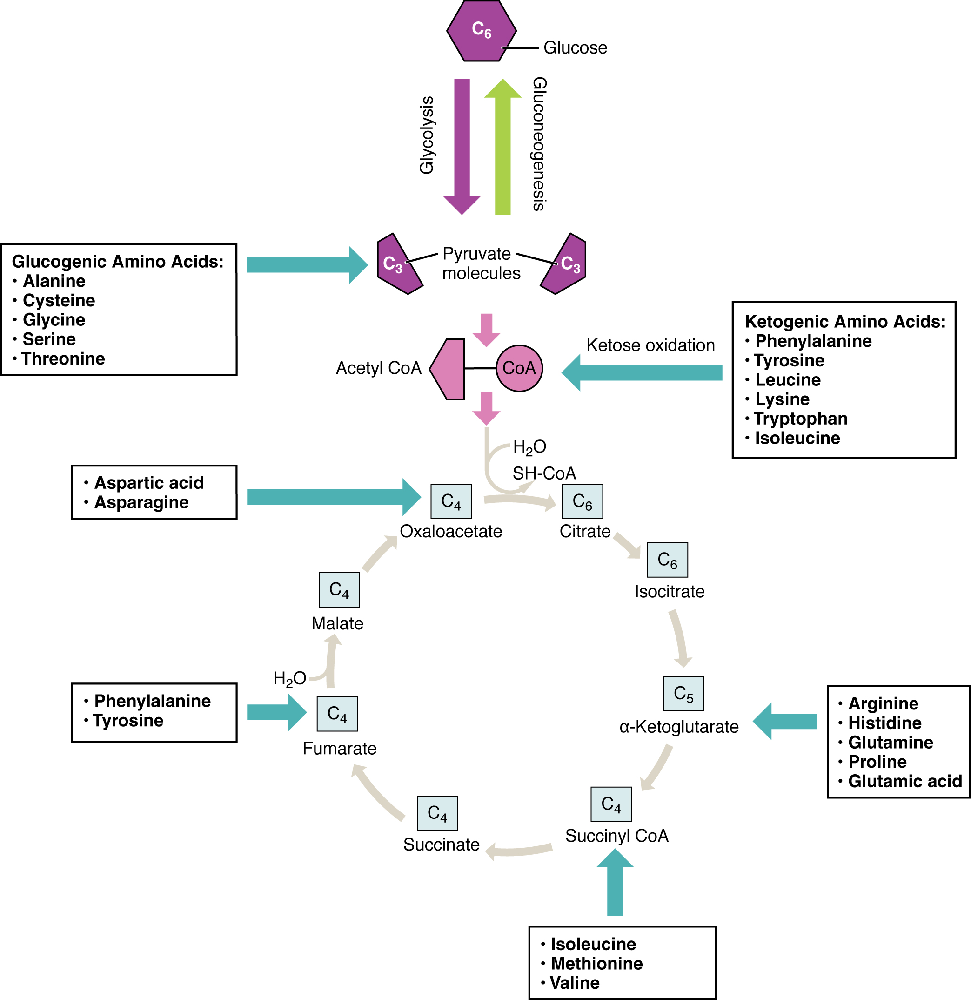 C6
Glucose
Glycolysis
Gluconeogenesis
Glucogenic Amino Acids:
• Alanine
• Cysteine
• Glycine
• Serine
• Threonine
C3
Pyruvate
molecules
C3
Ketogenic Amino Acids:
• Phenylalanine
• Tyrosine
• Leucine
• Lysine
• Tryptophan
• Isoleucine
Ketose oxidation
Acetyl CoA
CoA
H2O
SH-CoA
• Aspartic acid
• Asparagine
C4
Oxaloacetate
C6
Citrate
C6
Isocitrate
C4
Malate
H2O
• Phenylalanine
• Tyrosine
C4
Fumarate
C5
α-Ketoglutarate
• Arginine
• Histidine
• Glutamine
• Proline
• Glutamic acid
C4
Succinyl CoA
C4
Succinate
• Isoleucine
• Methionine
• Valine